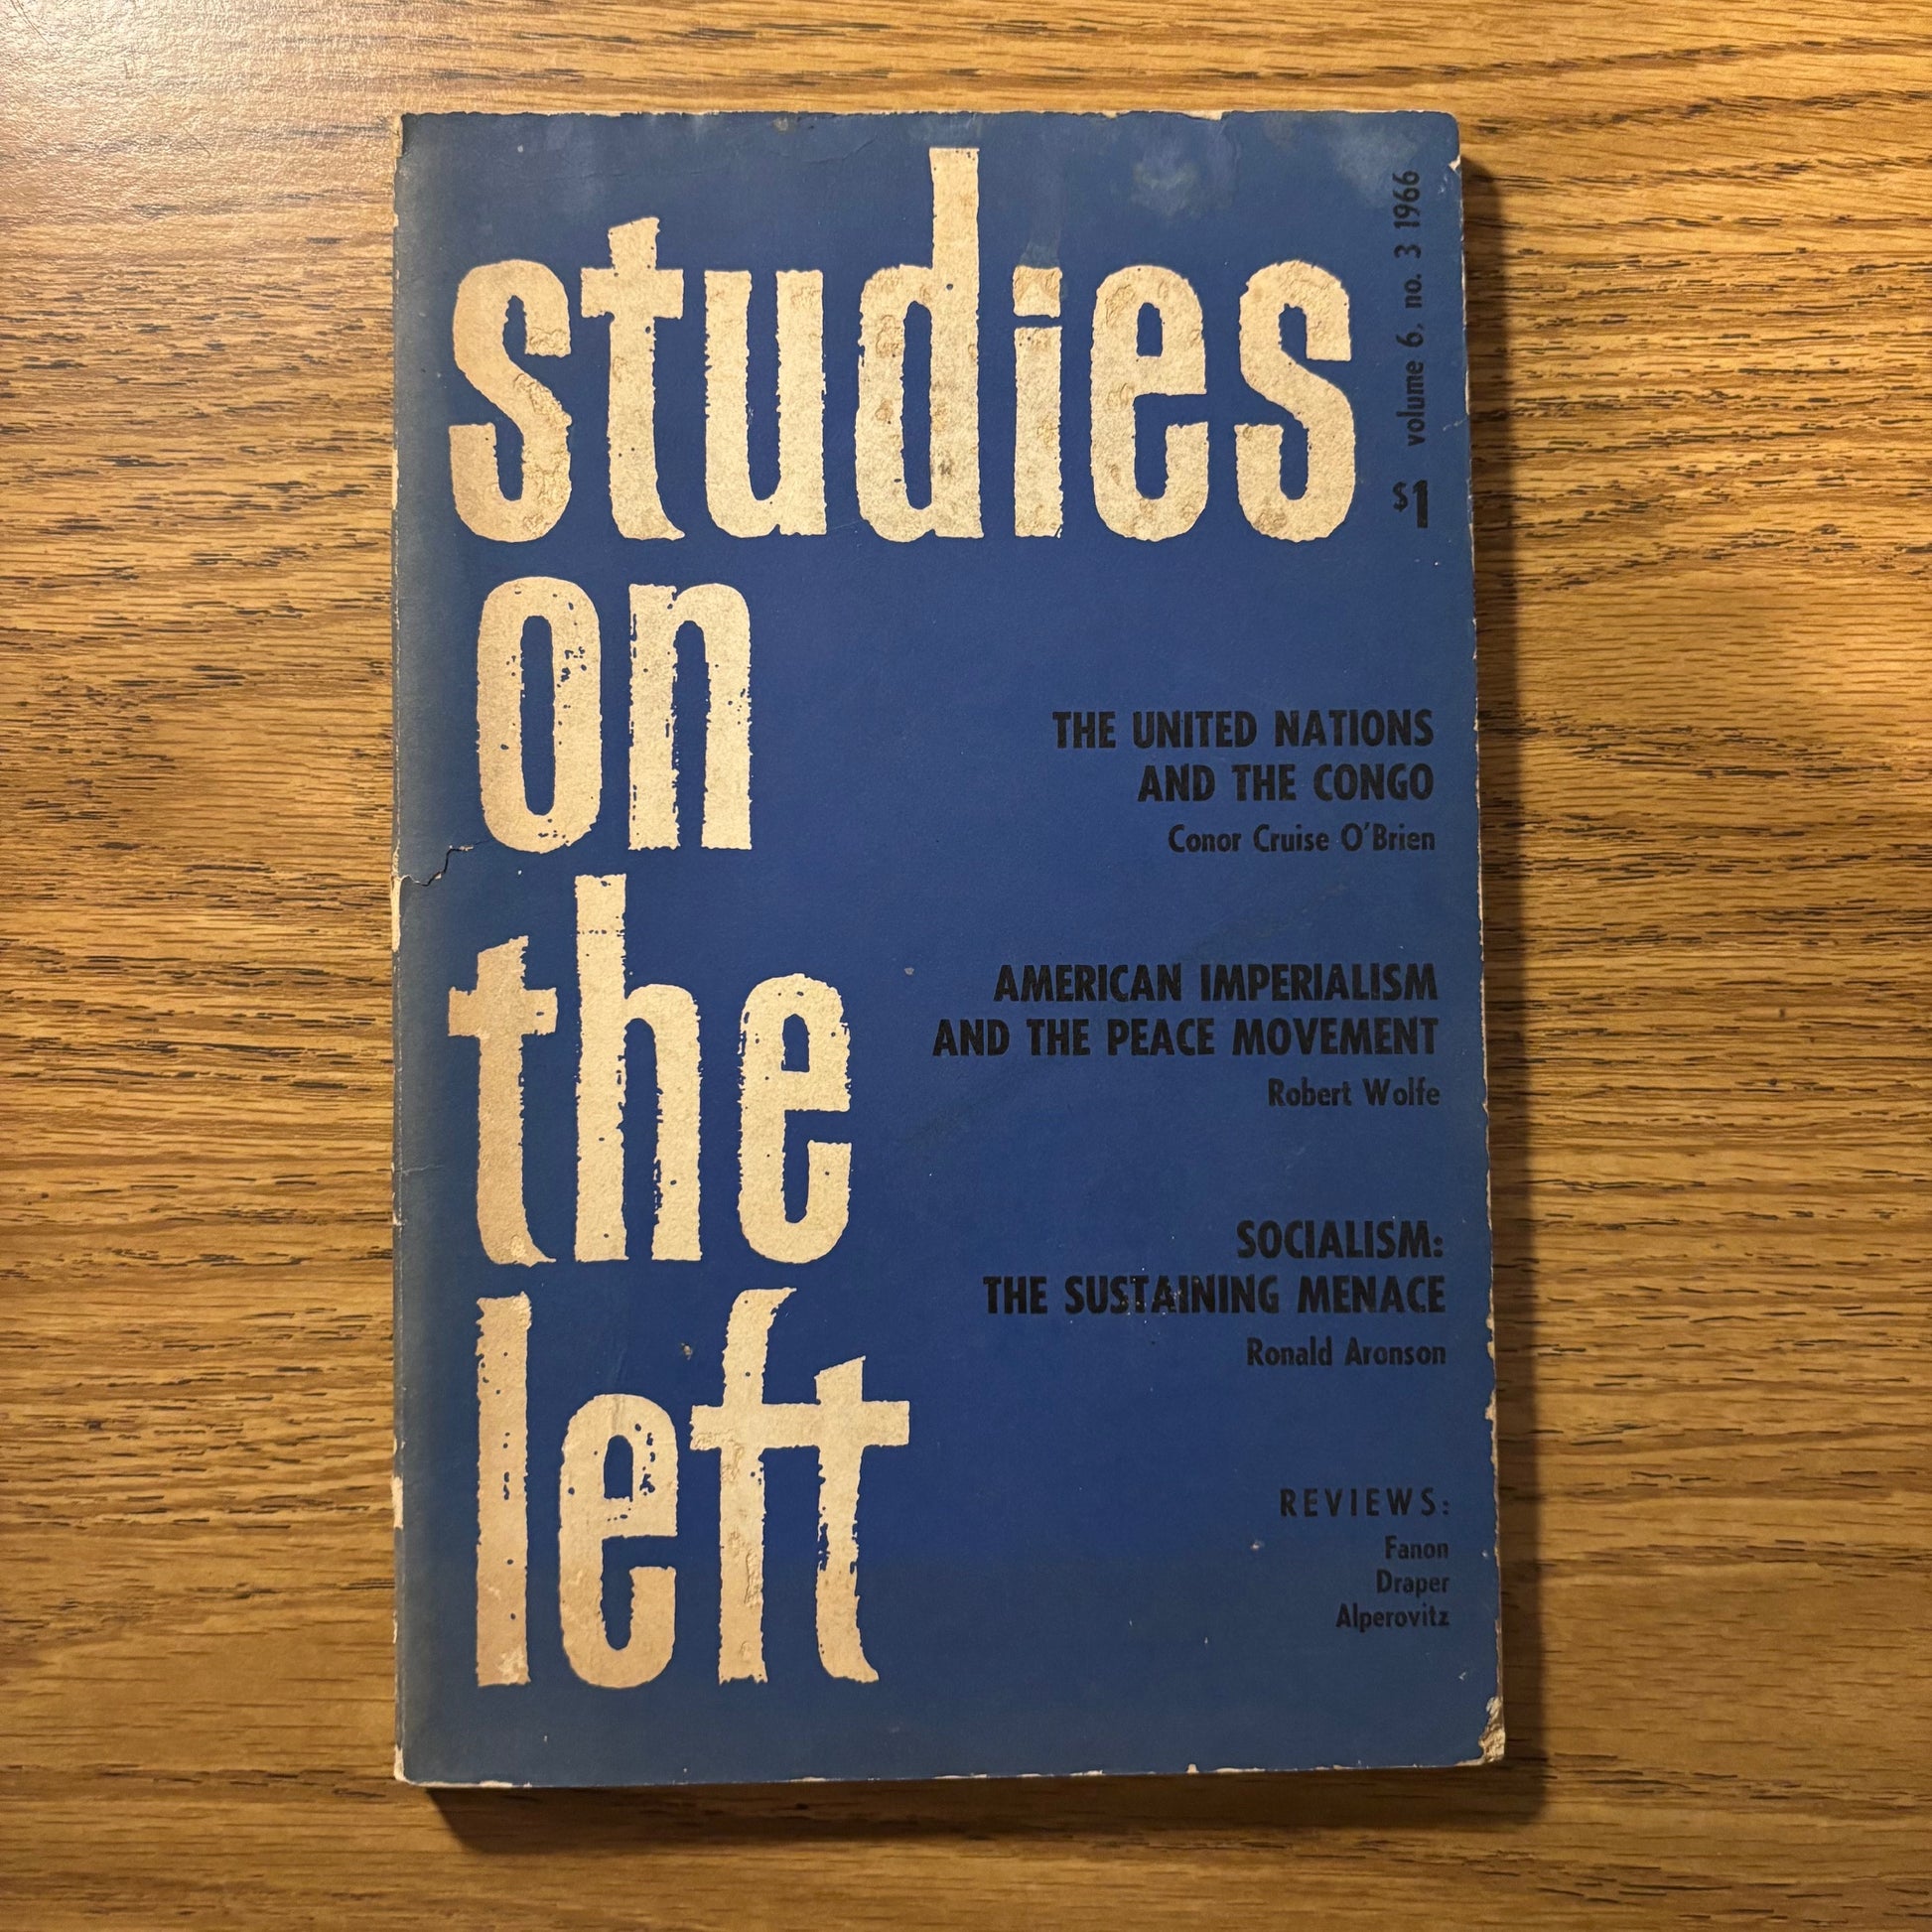 studies
on
the
left
volume 6, no. 3 1966
$1
THE UNITED NATIONS
AND THE CONGO
Conor Cruise O'Brien
AMERICAN IMPERIALISM
AND THE PEACE MOVEMENT
Robert Wolfe
SOCIALISM:
THE SUSTAINING MENACE
Ronald Aronson
REVIEWS:
Fanon
Draper
Alperovitz